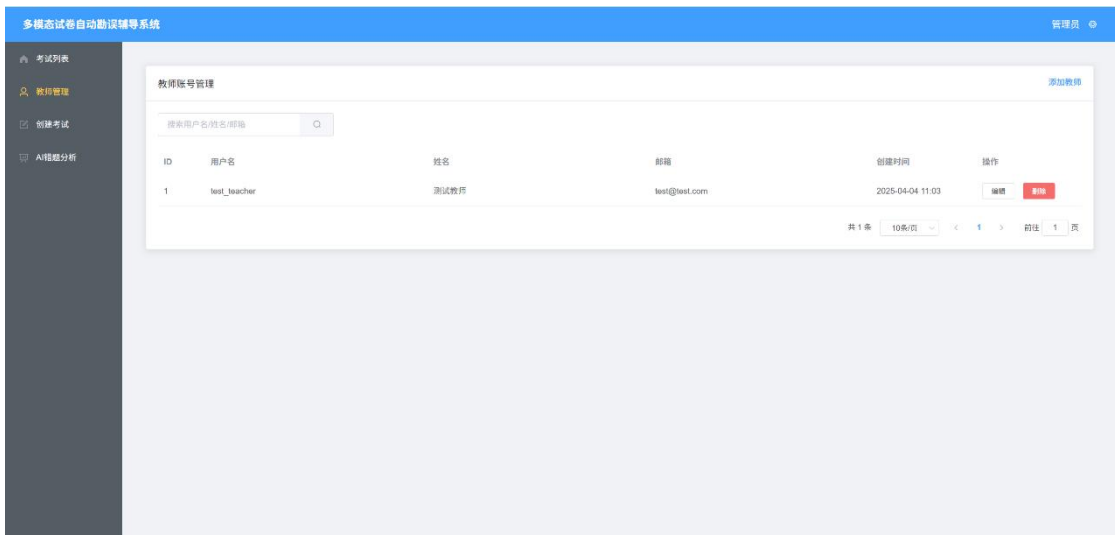 多模态试卷自动勘误辅导系统 管理员
考试列表
教师管理
创建考试
AI错题分析
教师账号管理 添加教师
搜索用户名/姓名/邮箱
ID 用户名 姓名 邮箱 创建时间 操作
1 test_teacher 测试教师 test@test.com 2025-04-04 11:03 编辑 删除
共 1 条 10条/页 < 1 > 前往 1 页